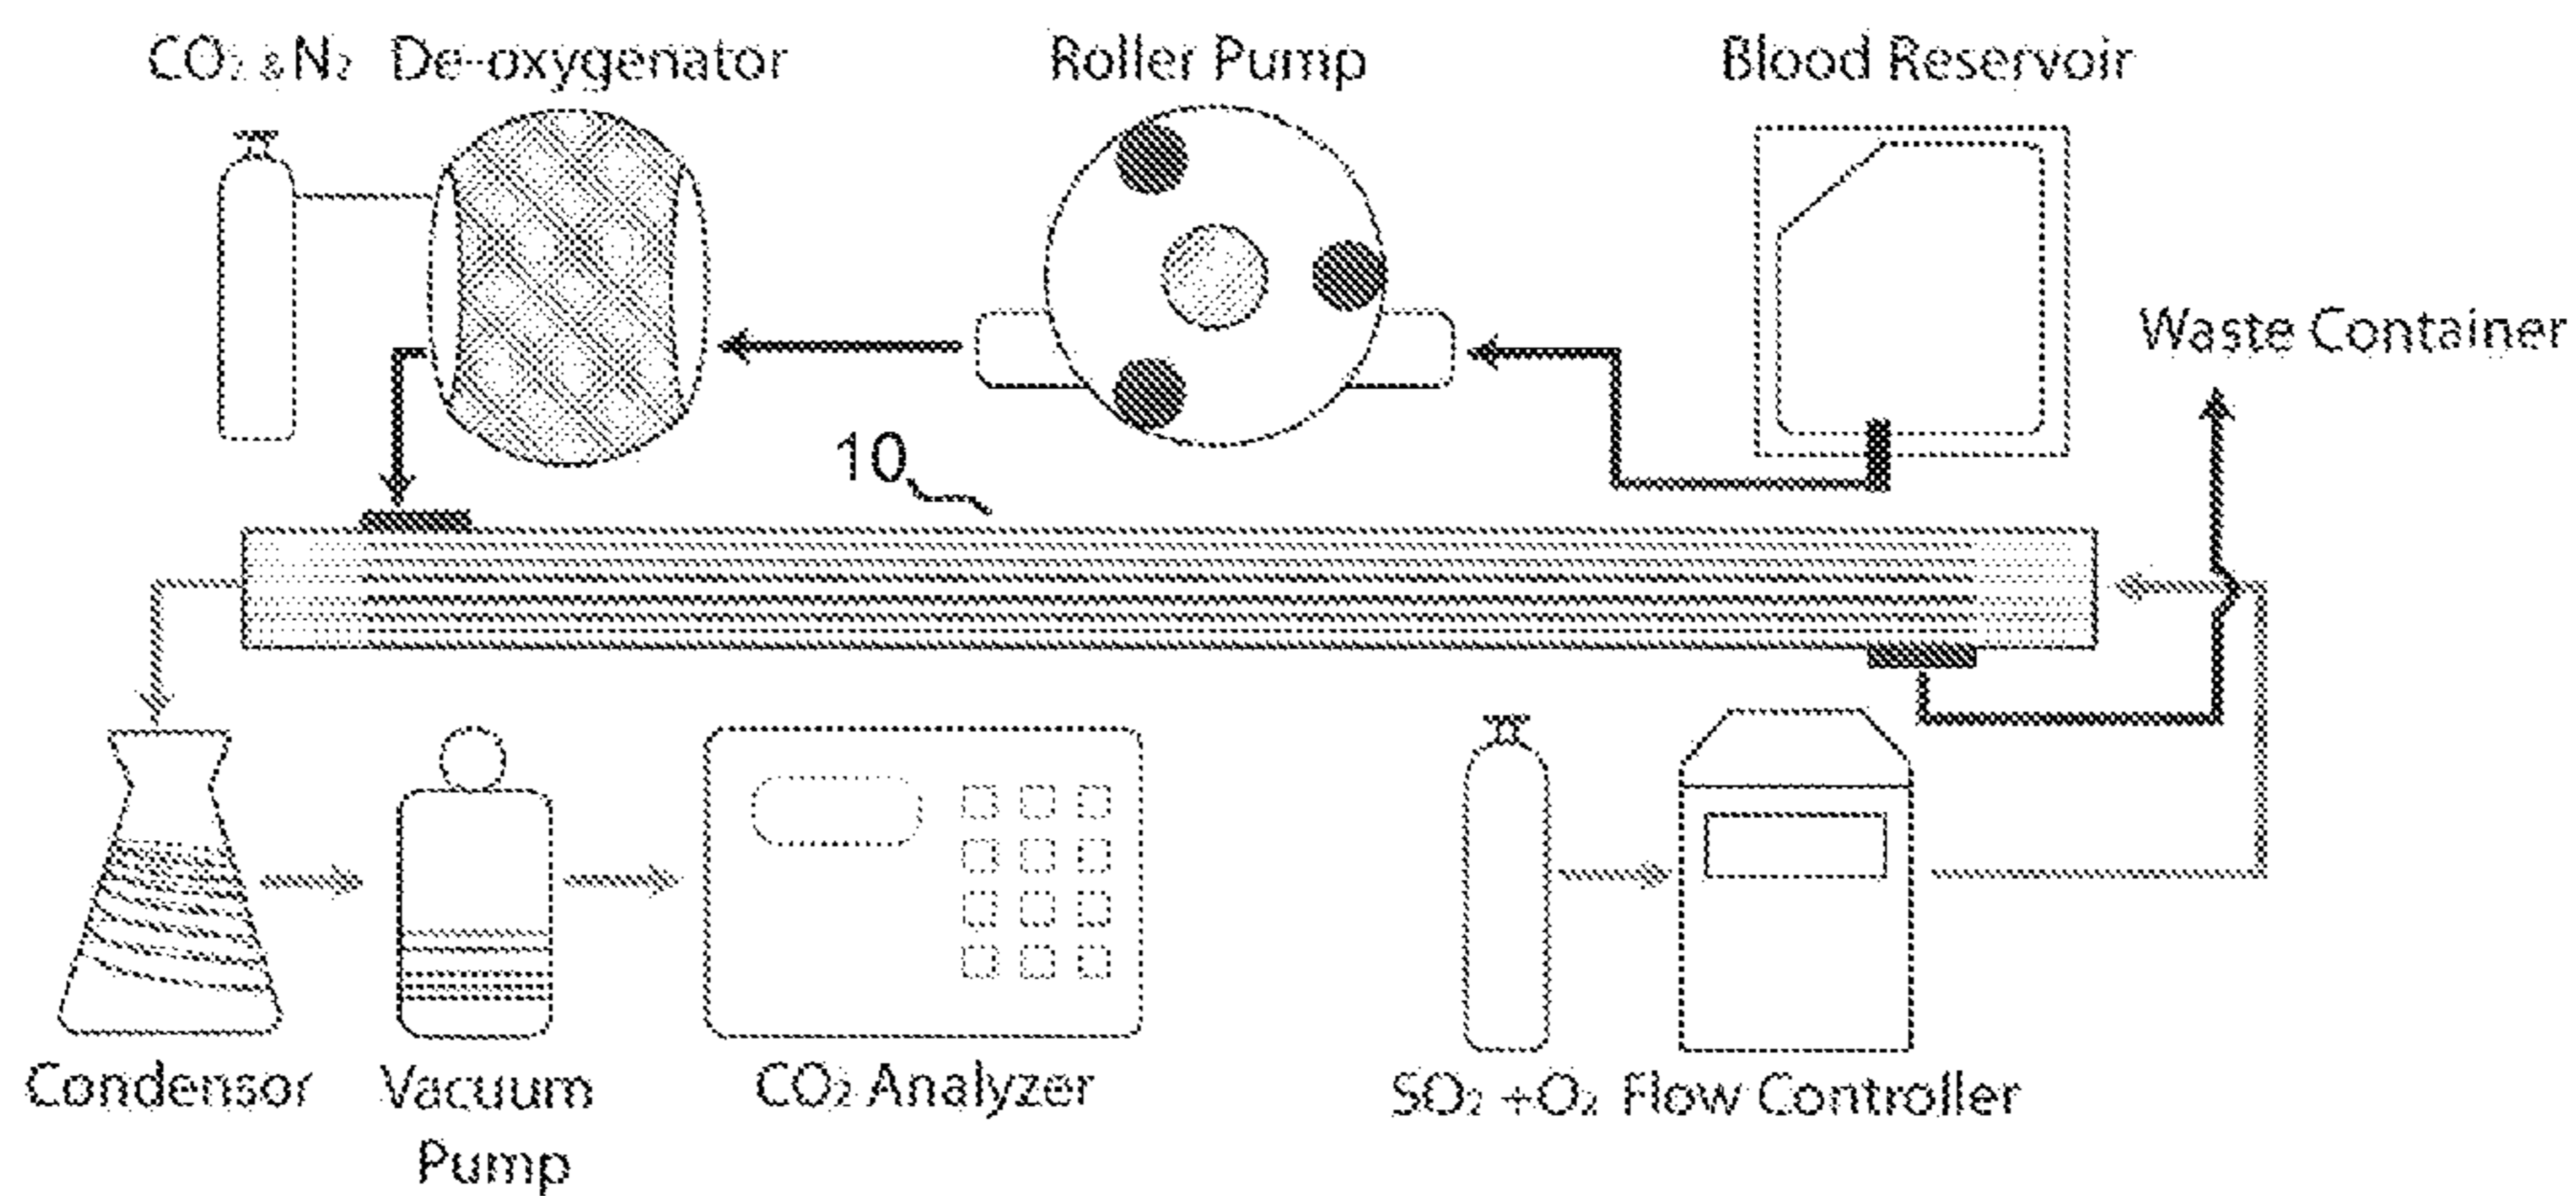 CO₂ & N₂ De-oxygenator
Roller Pump
Blood Reservoir
Waste Container
10
Condensor
Vacuum
Pump
CO₂ Analyzer
SO₂ +O₂ Flow Controller